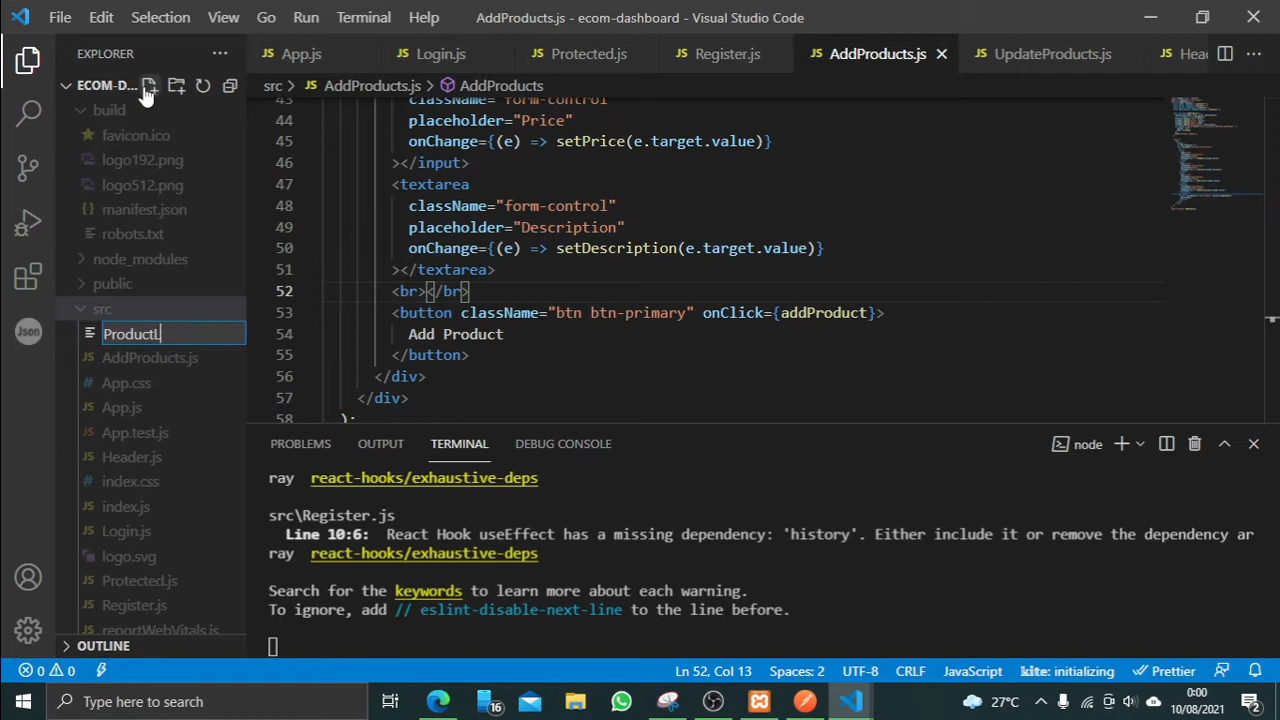 File Edit Selection View Go Run Terminal Help AddProducts.js - ecom-dashboard - Visual Studio Code
EXPLORER
App.js Login.js Protected.js Register.js AddProducts.js UpdateProducts.js Hea
ECOM-D...
src > AddProducts.js > AddProducts
build
favicon.ico
logo192.png
logo512.png
manifest.json
robots.txt
node_modules
public
src
ProductL
AddProducts.js
App.css
App.js
App.test.js
Header.js
index.css
index.js
Login.js
logo.svg
Protected.js
Register.js
reportWebVitals.js
OUTLINE
Json
43 className="form-control"
44 placeholder="Price"
45 onChange={(e) => setPrice(e.target.value)}
46 ></input>
47 <textarea
48 className="form-control"
49 placeholder="Description"
50 onChange={(e) => setDescription(e.target.value)}
51 ></textarea>
52 <br></br>
53 <button className="btn btn-primary" onClick={addProduct}>
54 Add Product
55 </button>
56 </div>
57 </div>
58 );
PROBLEMS OUTPUT TERMINAL DEBUG CONSOLE node
ray react-hooks/exhaustive-deps
src\Register.js
Line 10:6: React Hook useEffect has a missing dependency: 'history'. Either include it or remove the dependency ar
ray react-hooks/exhaustive-deps
Search for the keywords to learn more about each warning.
To ignore, add // eslint-disable-next-line to the line before.
0 0 Ln 52, Col 13 Spaces: 2 UTF-8 CRLF JavaScript kite: initializing Prettier
Type here to search 16 27°C 0:00
10/08/2021 2